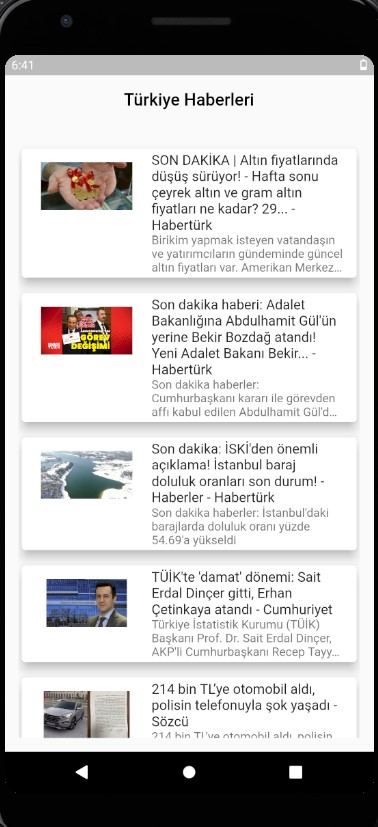 6:41
Türkiye Haberleri
SON DAKİKA | Altın fiyatlarında
düşüş sürüyor! - Hafta sonu
çeyrek altın ve gram altın
fiyatları ne kadar? 29... -
Habertürk
Birikim yapmak isteyen vatandaşın
ve yatırımcıların gündeminde güncel
altın fiyatları var. Amerikan Merkez...
GÖREV
DEĞİŞİMİ
Son dakika haberi: Adalet
Bakanlığına Abdulhamit Gül'ün
yerine Bekir Bozdağ atandı!
Yeni Adalet Bakanı Bekir... -
Habertürk
Son dakika haberler:
Cumhurbaşkanı kararı ile görevden
affı kabul edilen Abdulhamit Gül'd...
Son dakika: İSKİ'den önemli
açıklama! İstanbul baraj
doluluk oranları son durum! -
Haberler - Habertürk
Son dakika haberler: İstanbul'daki
barajlarda doluluk oranı yüzde
54.69'a yükseldi
TÜİK'te 'damat' dönemi: Sait
Erdal Dinçer gitti, Erhan
Çetinkaya atandı - Cumhuriyet
Türkiye İstatistik Kurumu (TÜİK)
Başkanı Prof. Dr. Sait Erdal Dinçer,
AKP'li Cumhurbaşkanı Recep Tayy...
214 bin TL'ye otomobil aldı,
polisin telefonuyla şok yaşadı -
Sözcü
214 bin TL'ye otomobil aldı, polisin